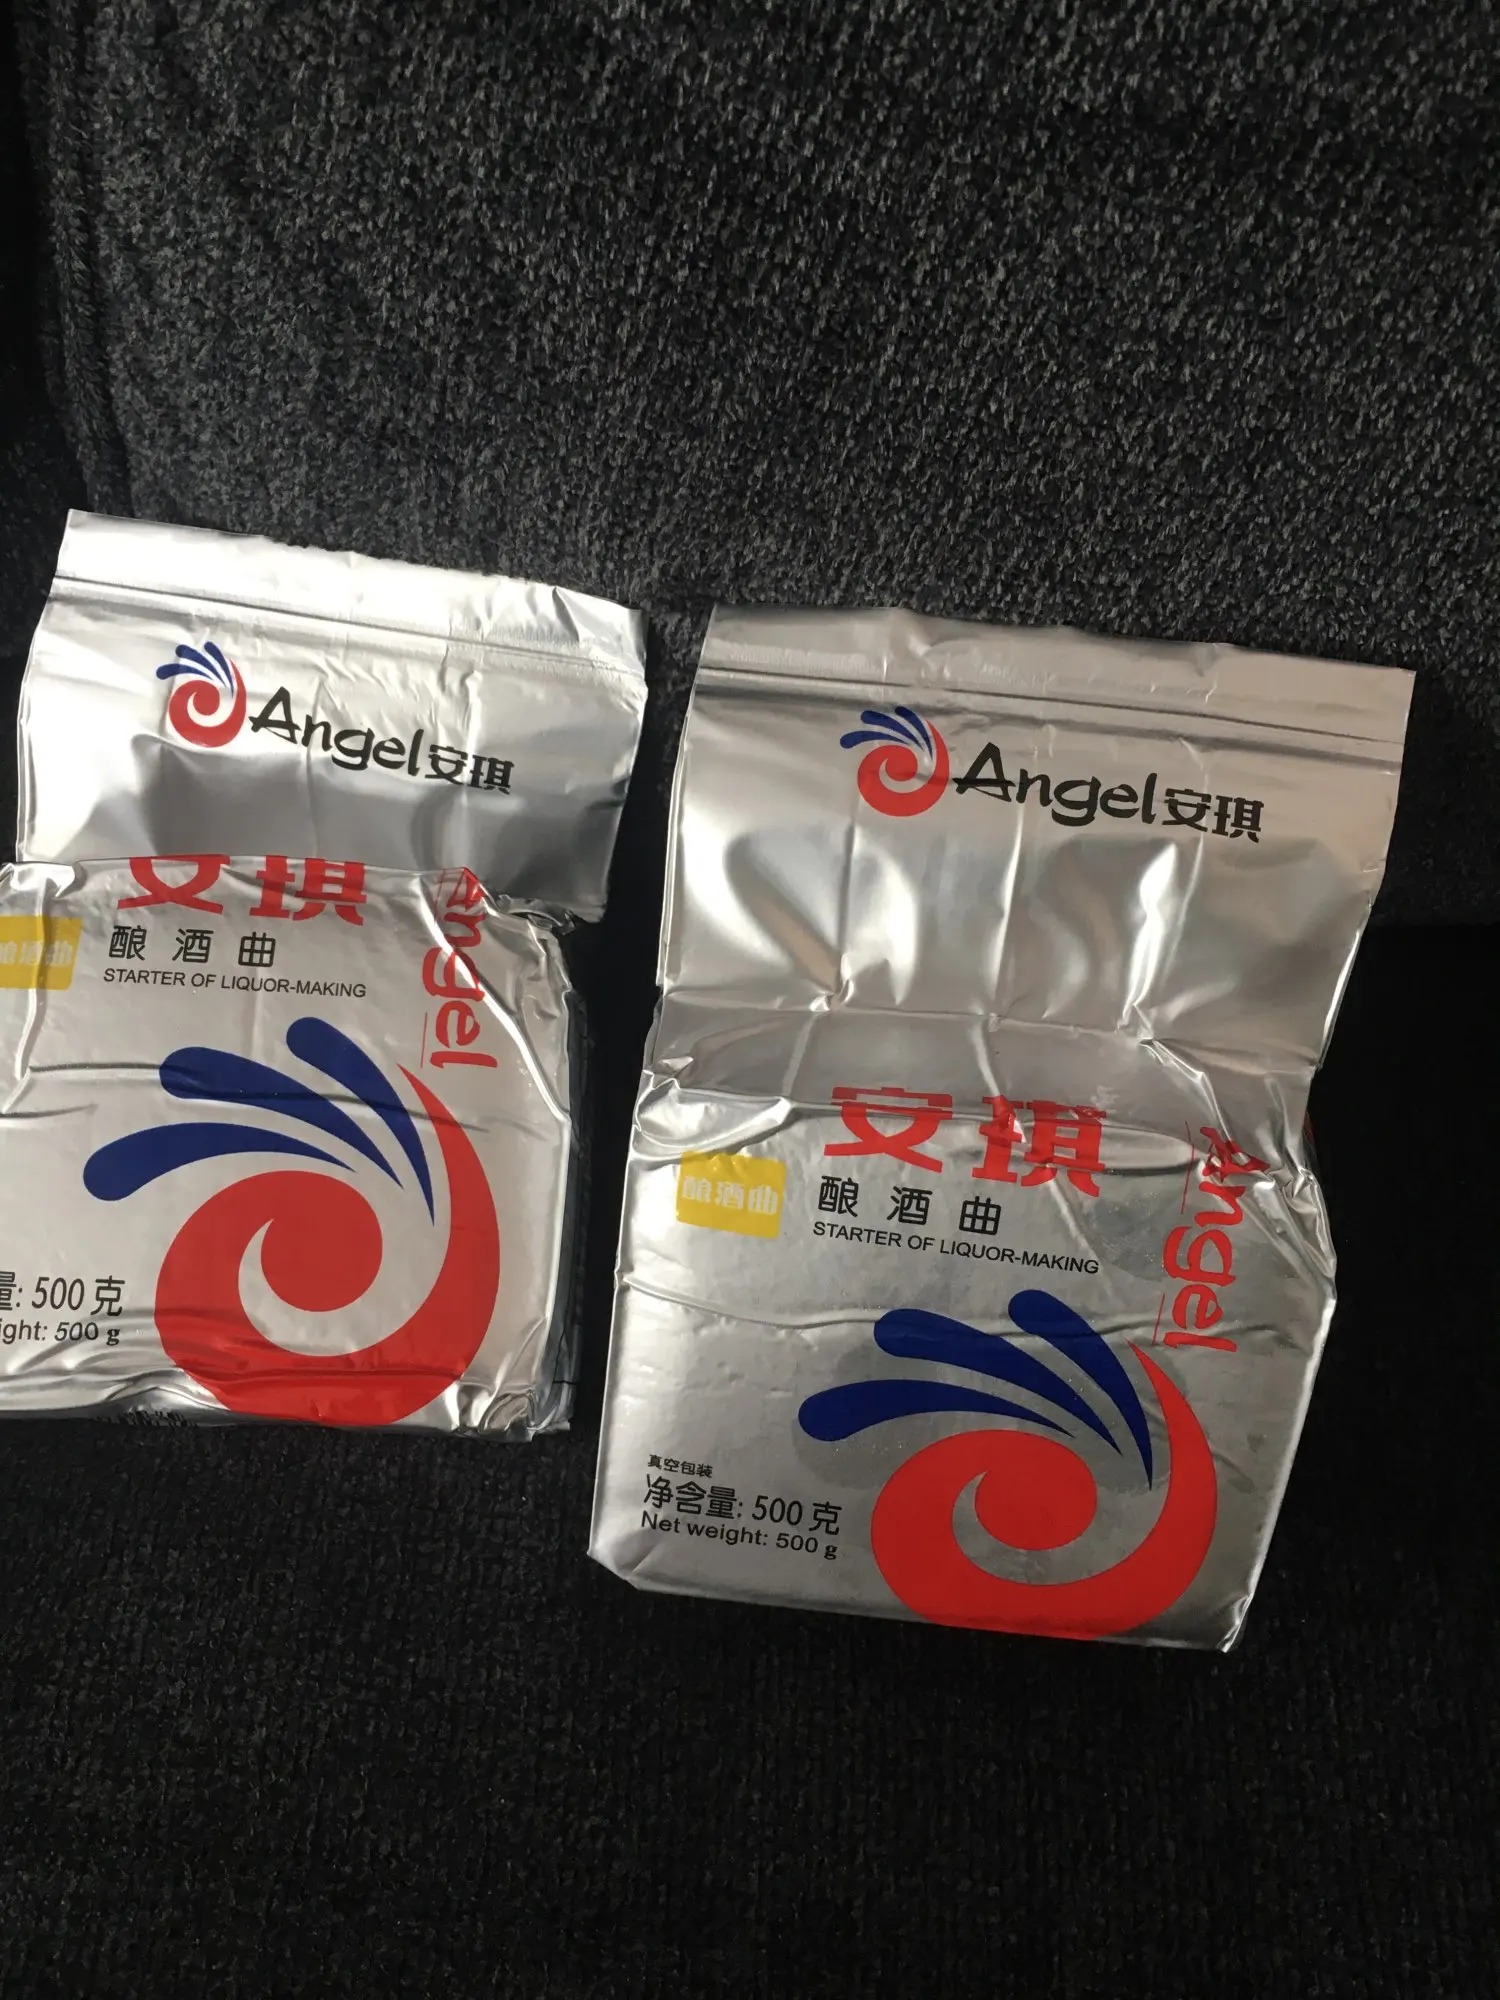 Angel安琪
安琪
Angel
酿酒曲
酿酒曲
STARTER OF LIQUOR-MAKING
量: 500克
ight: 500 g
Angel安琪
安琪
Angel
酿酒曲
酿酒曲
STARTER OF LIQUOR-MAKING
真空包装
净含量: 500克
Net weight: 500 g